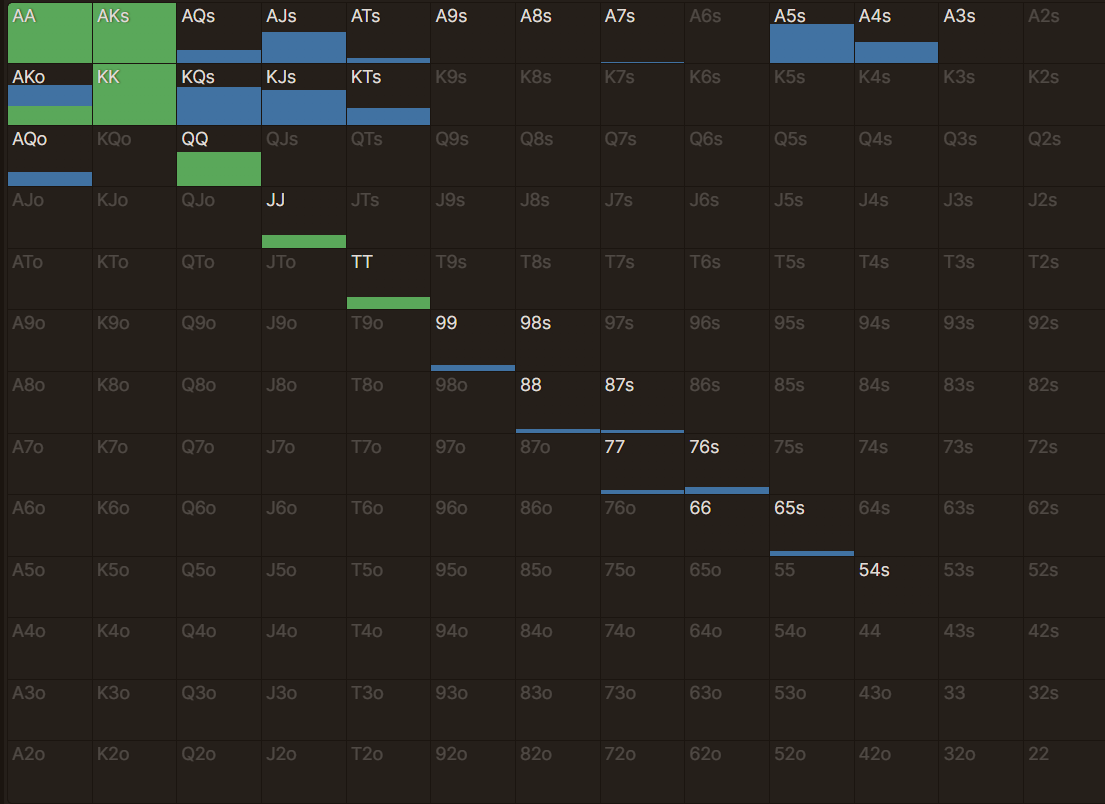 AA AKs AQs AJs ATs A9s A8s A7s A6s A5s A4s A3s A2s
AKo KK KQs KJs KTs K9s K8s K7s K6s K5s K4s K3s K2s
AQo KQo QQ QJs QTs Q9s Q8s Q7s Q6s Q5s Q4s Q3s Q2s
AJo KJo QJo JJ JTs J9s J8s J7s J6s J5s J4s J3s J2s
ATo KTo QTo JTo TT T9s T8s T7s T6s T5s T4s T3s T2s
A9o K9o Q9o J9o T9o 99 98s 97s 96s 95s 94s 93s 92s
A8o K8o Q8o J8o T8o 98o 88 87s 86s 85s 84s 83s 82s
A7o K7o Q7o J7o T7o 97o 87o 77 76s 75s 74s 73s 72s
A6o K6o Q6o J6o T6o 96o 86o 76o 66 65s 64s 63s 62s
A5o K5o Q5o J5o T5o 95o 85o 75o 65o 55 54s 53s 52s
A4o K4o Q4o J4o T4o 94o 84o 74o 64o 54o 44 43s 42s
A3o K3o Q3o J3o T3o 93o 83o 73o 63o 53o 43o 33 32s
A2o K2o Q2o J2o T2o 92o 82o 72o 62o 52o 42o 32o 22